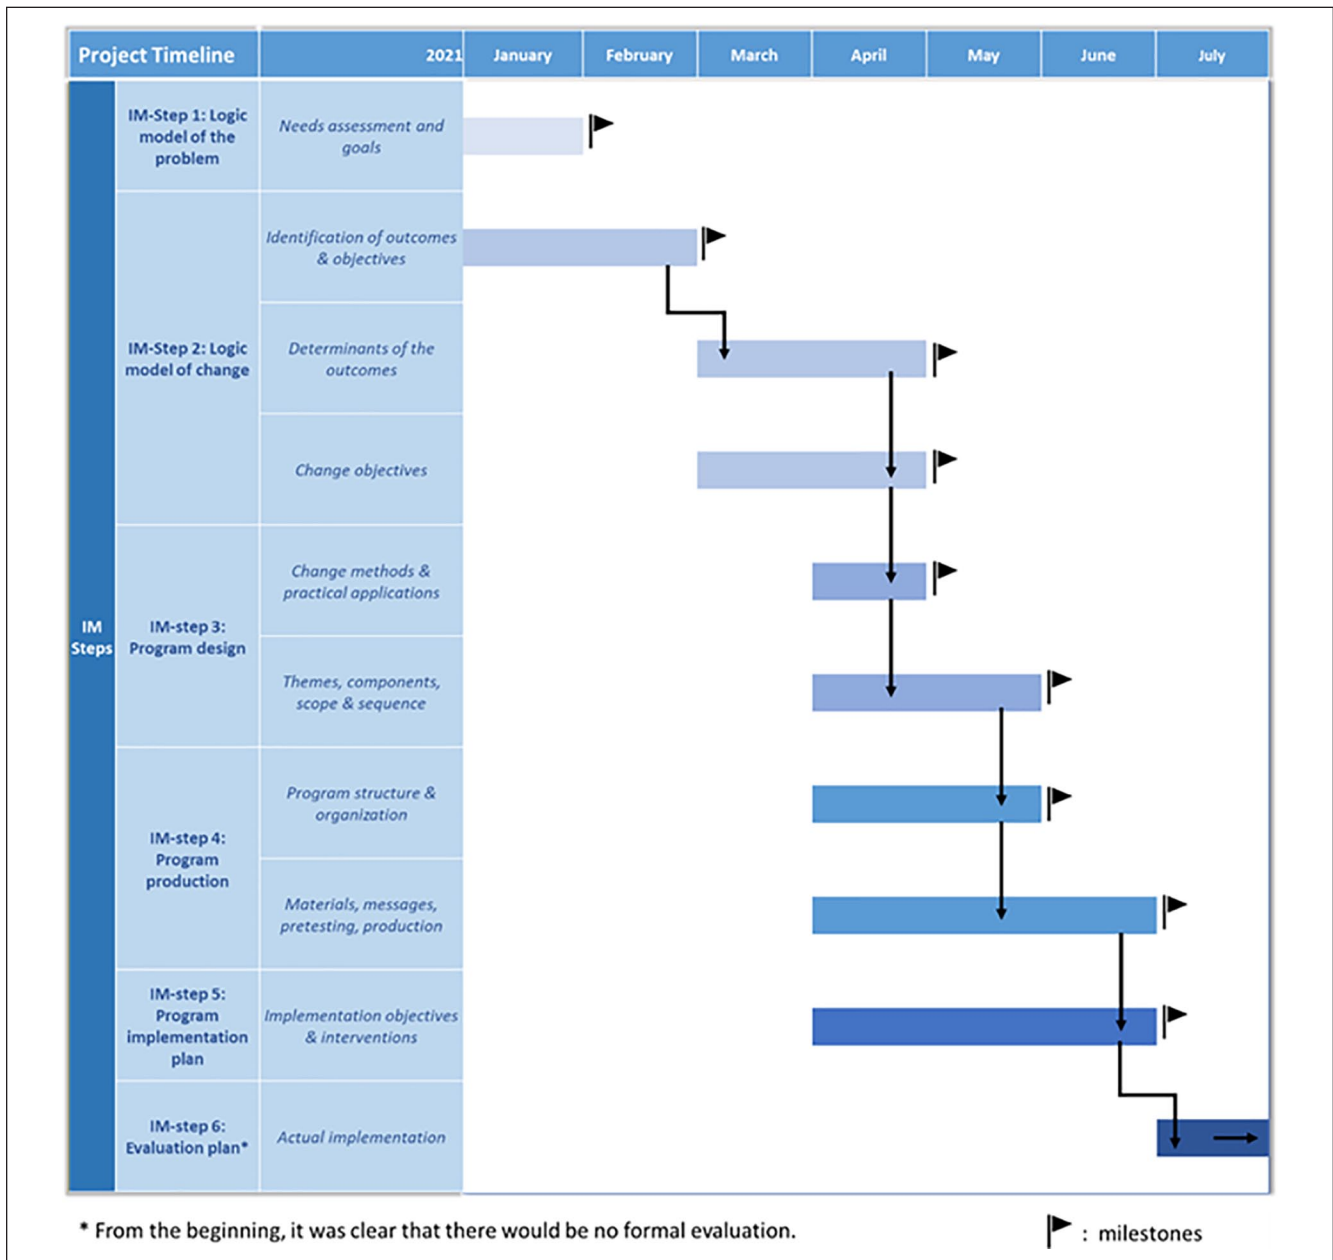 Project Timeline 2021 January February March April May June July
IM
Steps
IM-Step 1: Logic
model of the
problem
Needs assessment and
goals
IM-Step 2: Logic
model of change
Identification of outcomes
& objectives
Determinants of the
outcomes
Change objectives
IM-step 3:
Program design
Change methods &
practical applications
Themes, components,
scope & sequence
IM-step 4:
Program
production
Program structure &
organization
Materials, messages,
pretesting, production
IM-step 5:
Program
implementation
plan
Implementation objectives
& interventions
IM-step 6:
Evaluation plan*
Actual implementation
* From the beginning, it was clear that there would be no formal evaluation.
: milestones